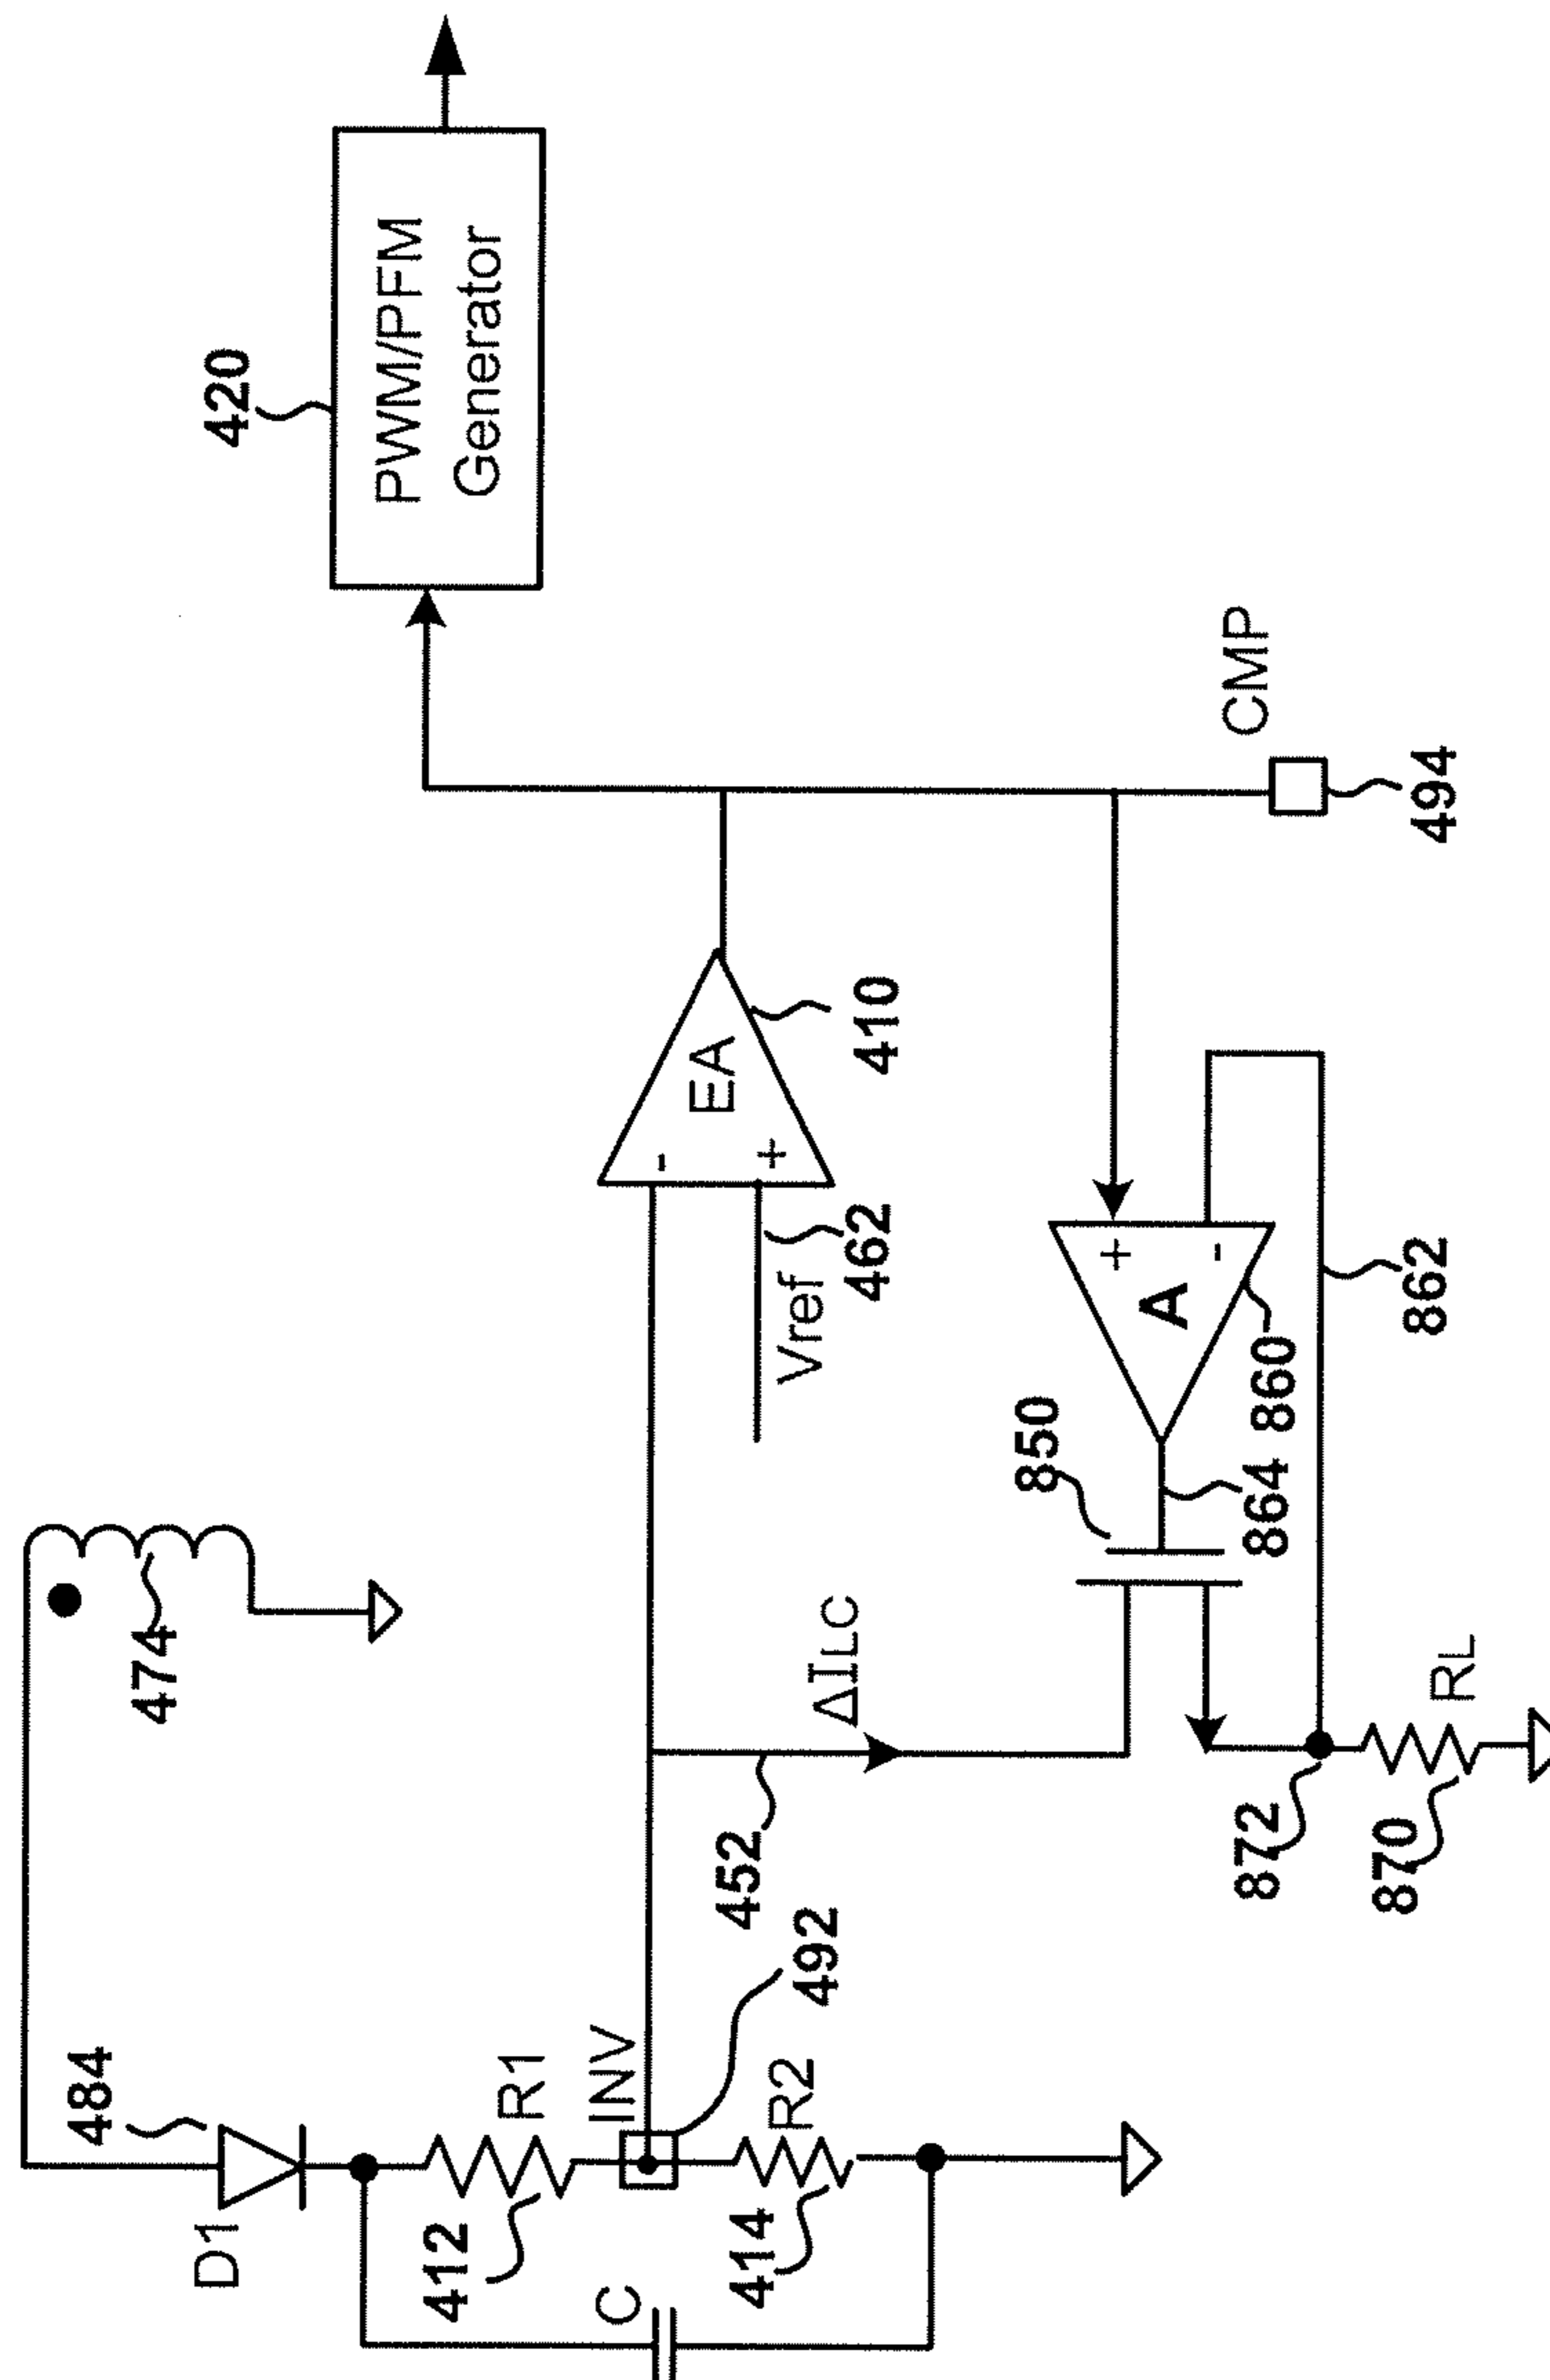 484
474
D1
420
PWM/PFM
Generator
412
R1
C
INV
-
EA
+
452
414
R2
492
ΔILC
Vref
462
410
850
+
A
-
CMP
872
864
860
870
RL
862
494